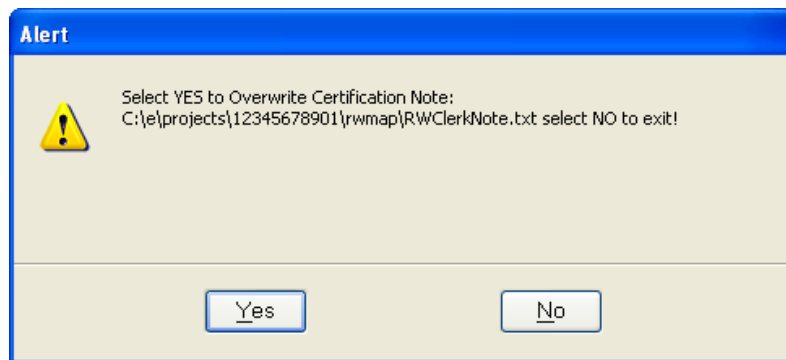 Alert
Select YES to Overwrite Certification Note:
C:\e\projects\12345678901\rwmap\RWClerkNote.txt select NO to exit!
Yes
No